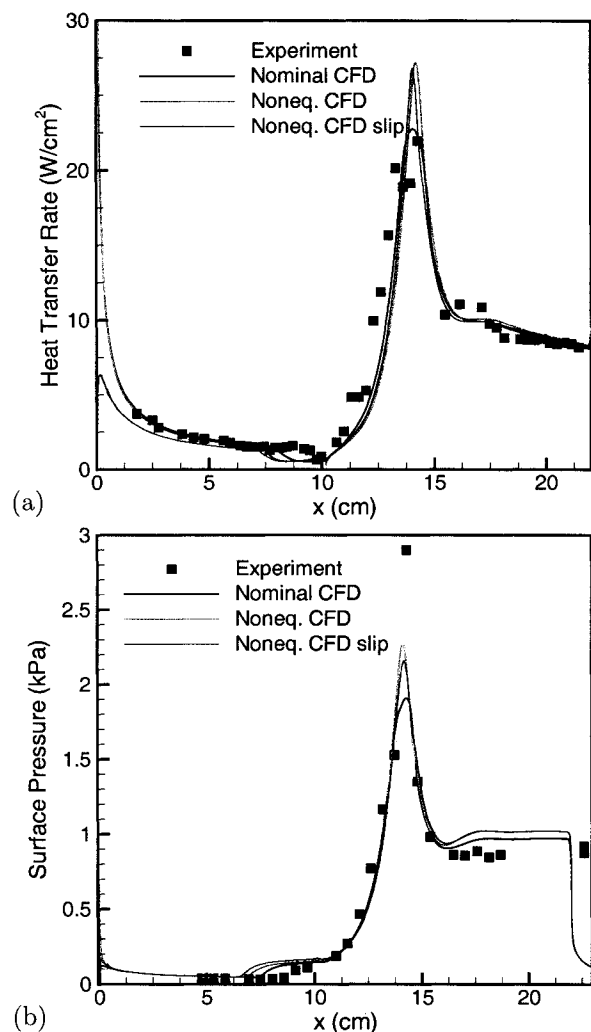 30
Experiment
Nominal CFD
Noneq. CFD
Noneq. CFD slip
20
Heat Transfer Rate (W/cm²)
10
0
0 5 10 15 20
(a)
x (cm)
3
Experiment
Nominal CFD
Noneq. CFD
Noneq. CFD slip
2.5
2
Surface Pressure (kPa)
1.5
1
0.5
0
0 5 10 15 20
(b)
x (cm)